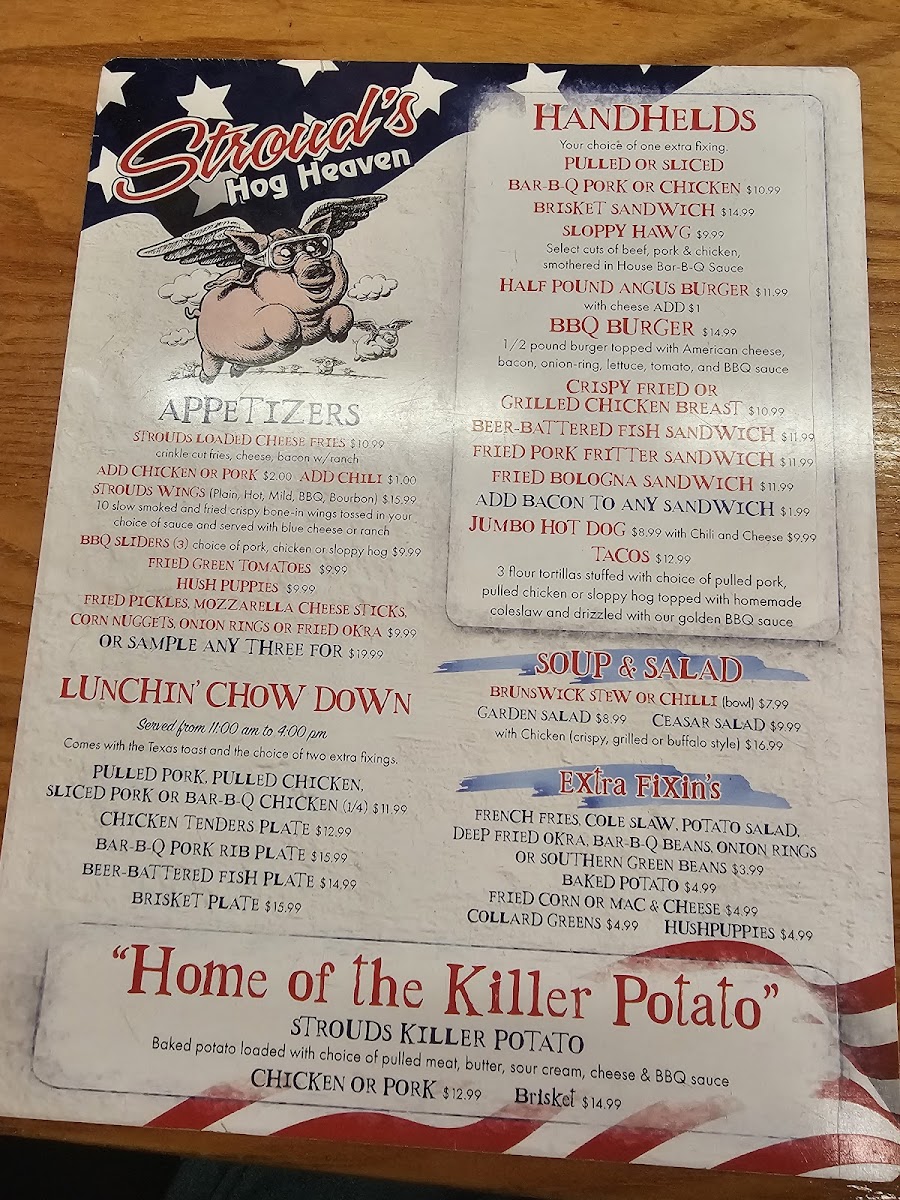 Stroud's
Hog Heaven
APPETIZERS
STROUDS LOADED CHEESE FRIES $10.99
crinkle cut fries, cheese, bacon w/ranch
ADD CHICKEN OR PORK $2.00 ADD CHILI $1.00
STROUDS WINGS (Plain, Hot, Mild, BBQ, Bourbon) $15.99
10 slow smoked and fried crispy bone-in wings tossed in your
choice of sauce and served with blue cheese or ranch
BBQ SLIDERS (3) choice of pork, chicken or sloppy hog $9.99
FRIED GREEN TOMATOES $9.99
HUSH PUPPIES $9.99
FRIED PICKLES, MOZZARELLA CHEESE STICKS,
CORN NUGGETS, ONION RINGS OR FRIED OKRA $9.99
OR SAMPLE ANY THREE FOR $19.99
LUNCHIN' CHOW DOWN
Served from 11:00 am to 4:00 pm
Comes with the Texas toast and the choice of two extra fixings.
PULLED PORK, PULLED CHICKEN,
SLICED PORK OR BAR-B-Q CHICKEN (1/4) $11.99
CHICKEN TENDERS PLATE $12.99
BAR-B-Q PORK RIB PLATE $15.99
BEER-BATTERED FISH PLATE $14.99
BRISKET PLATE $15.99
HANDHELDS
Your choice of one extra fixing.
PULLED OR SLICED
BAR-B-Q PORK OR CHICKEN $10.99
BRISKET SANDWICH $14.99
SLOPPY HAWG $9.99
Select cuts of beef, pork & chicken,
smothered in House Bar-B-Q Sauce
HALF POUND ANGUS BURGER $11.99
with cheese ADD $1
BBQ BURGER $14.99
1/2 pound burger topped with American cheese,
bacon, onion-ring, lettuce, tomato, and BBQ sauce
CRISPY FRIED OR
GRILLED CHICKEN BREAST $10.99
BEER-BATTERED FISH SANDWICH $11.99
FRIED PORK FRITTER SANDWICH $11.99
FRIED BOLOGNA SANDWICH $11.99
ADD BACON TO ANY SANDWICH $1.99
JUMBO HOT DOG $8.99 with Chili and Cheese $9.99
TACOS $12.99
3 flour tortillas stuffed with choice of pulled pork,
pulled chicken or sloppy hog topped with homemade
coleslaw and drizzled with our golden BBQ sauce
SOUP & SALAD
BRUNSWICK STEW OR CHILLI (bowl) $7.99
GARDEN SALAD $8.99 CEASAR SALAD $9.99
with Chicken (crispy, grilled or buffalo style) $16.99
EXtra FiXin's
FRENCH FRIES, COLE SLAW, POTATO SALAD,
DEEP FRIED OKRA, BAR-B-Q BEANS, ONION RINGS
OR SOUTHERN GREEN BEANS $3.99
BAKED POTATO $4.99
FRIED CORN OR MAC & CHEESE $4.99
COLLARD GREENS $4.99 HUSHPUPPIES $4.99
"Home of the Killer Potato"
STROUDS KILLER POTATO
Baked potato loaded with choice of pulled meat, butter, sour cream, cheese & BBQ sauce
CHICKEN OR PORK $12.99 Brisket $14.99